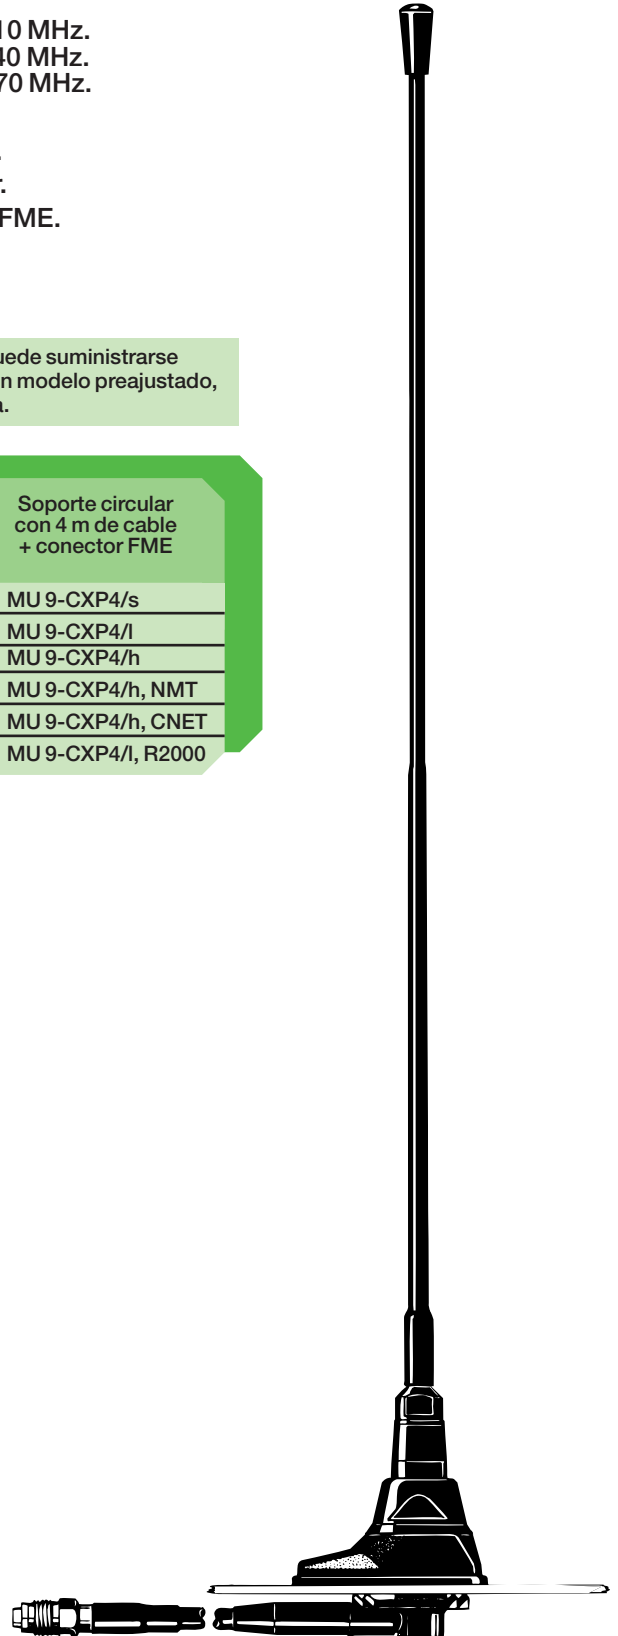 10 MHz.
40 MHz.
70 MHz.
r.
FME.
uede suministrarse
n modelo preajustado,
a.
Soporte circular
con 4 m de cable
+ conector FME
MU 9-CXP4/s
MU 9-CXP4/l
MU 9-CXP4/h
MU 9-CXP4/h, NMT
MU 9-CXP4/h, CNET
MU 9-CXP4/l, R2000